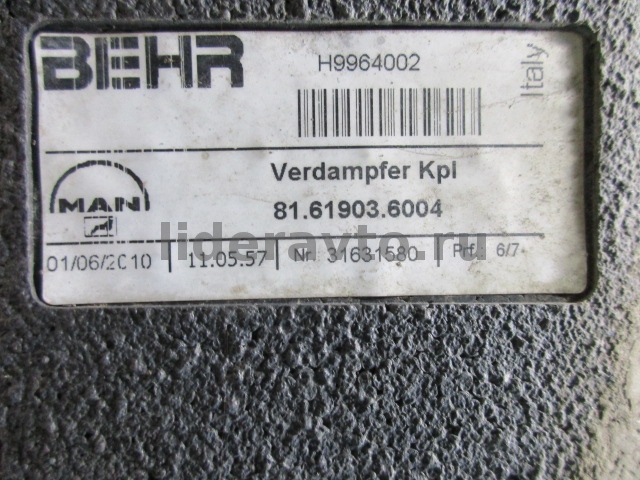 BEHR
H9964002
Italy
Verdampfer Kpl
MAN
81.61903.6004
lideravto.ru
01/06/2010 11.05.57 Nr. 31631580 Prf. 6/7